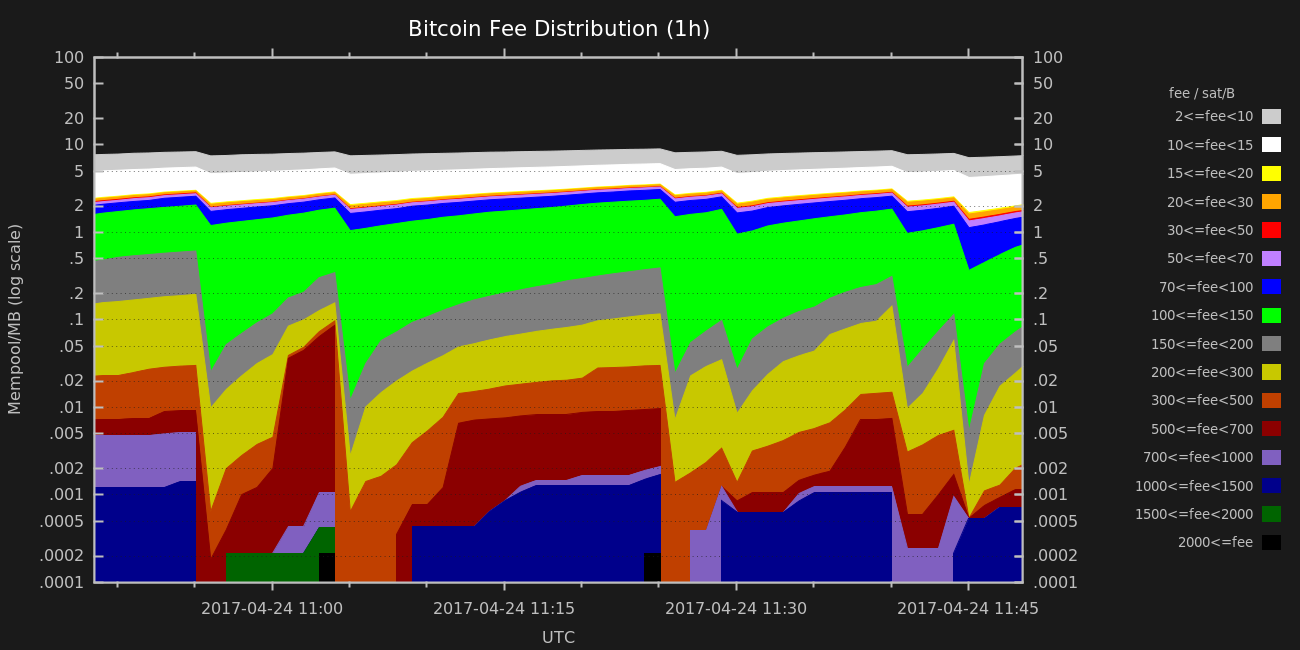 Bitcoin Fee Distribution (1h)
Mempool/MB (log scale)
100
50
20
10
5
2
1
.5
.2
.1
.05
.02
.01
.005
.002
.001
.0005
.0002
.0001
100
50
20
10
5
2
1
.5
.2
.1
.05
.02
.01
.005
.002
.001
.0005
.0002
.0001
2017-04-24 11:00
2017-04-24 11:15
2017-04-24 11:30
2017-04-24 11:45
UTC
fee / sat/B
2<=fee<10
10<=fee<15
15<=fee<20
20<=fee<30
30<=fee<50
50<=fee<70
70<=fee<100
100<=fee<150
150<=fee<200
200<=fee<300
300<=fee<500
500<=fee<700
700<=fee<1000
1000<=fee<1500
1500<=fee<2000
2000<=fee